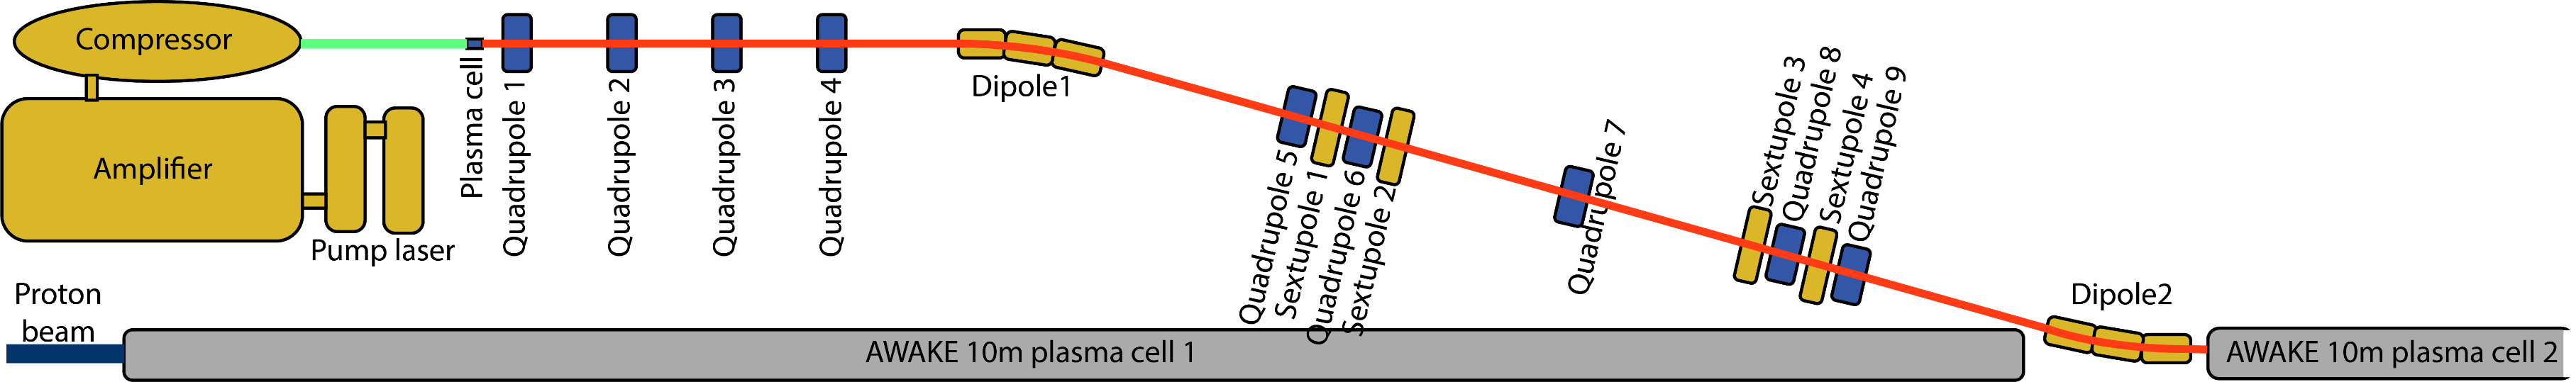 Compressor
Amplifier
Pump laser
Plasma cell
Quadrupole 1
Quadrupole 2
Quadrupole 3
Quadrupole 4
Dipole1
Quadrupole 5
Sextupole 1
Quadrupole 6
Sextupole 2
Quadrupole 7
Sextupole 3
Quadrupole 8
Sextupole 4
Quadrupole 9
Dipole2
Proton
beam
AWAKE 10m plasma cell 1
AWAKE 10m plasma cell 2